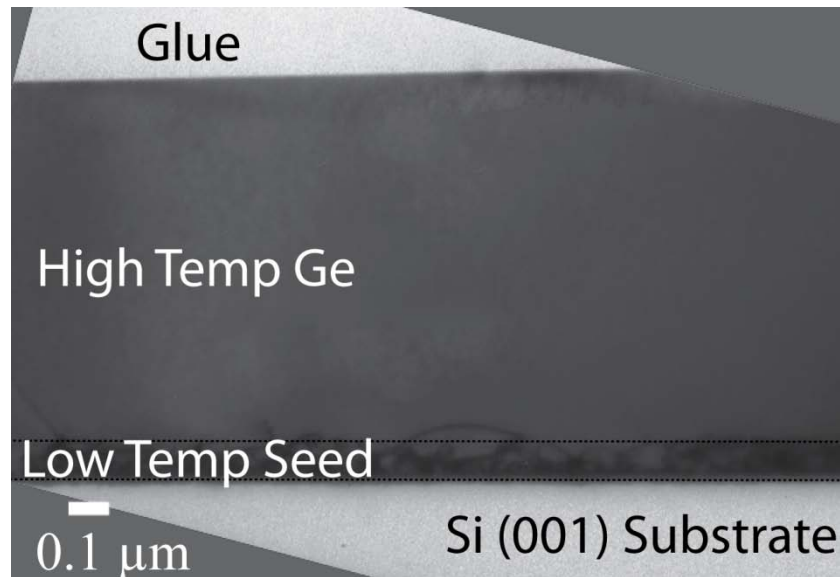 Glue
High Temp Ge
Low Temp Seed
Si (001) Substrate
0.1 µm